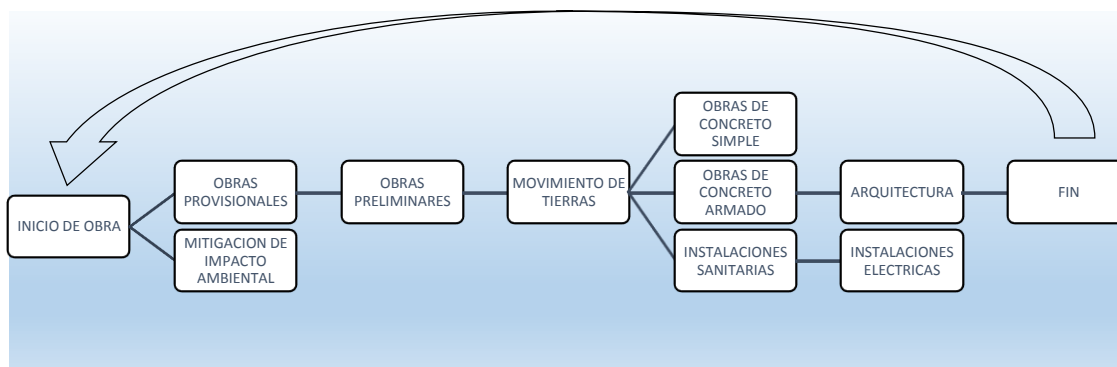 INICIO DE OBRA
OBRAS
PROVISIONALES
MITIGACION DE
IMPACTO
AMBIENTAL
OBRAS
PRELIMINARES
MOVIMIENTO DE
TIERRAS
OBRAS DE
CONCRETO
SIMPLE
OBRAS DE
CONCRETO
ARMADO
INSTALACIONES
SANITARIAS
ARQUITECTURA
INSTALACIONES
ELECTRICAS
FIN